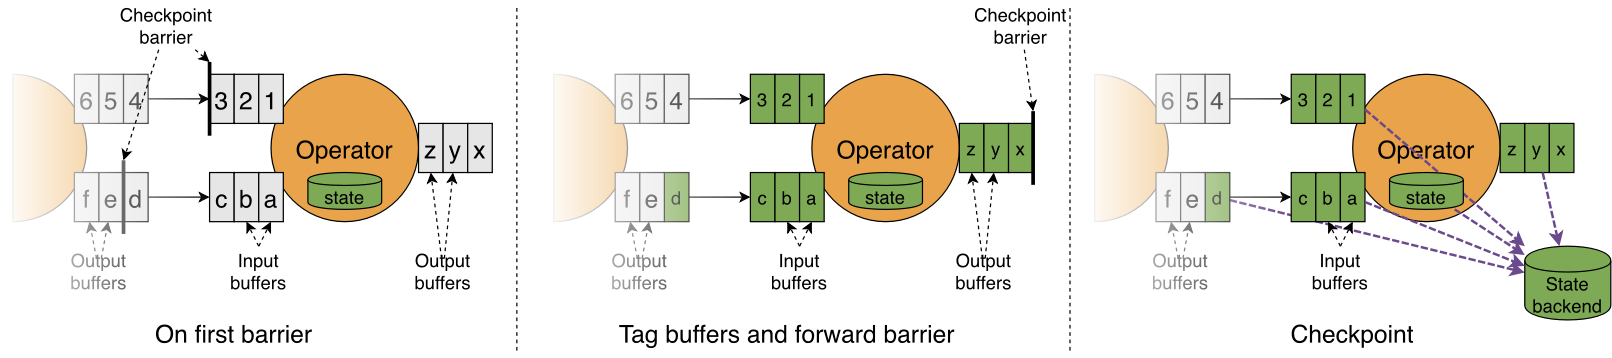 Checkpoint
barrier
6 5 4
3 2 1
Operator
z y x
f e d
c b a
state
Output
buffers
Input
buffers
Output
buffers
On first barrier
Checkpoint
barrier
6 5 4
3 2 1
Operator
z y x
f e d
c b a
state
Output
buffers
Input
buffers
Output
buffers
Tag buffers and forward barrier
6 5 4
3 2 1
Operator
z y x
f e d
c b a
state
Output
buffers
Input
buffers
State
backend
Checkpoint